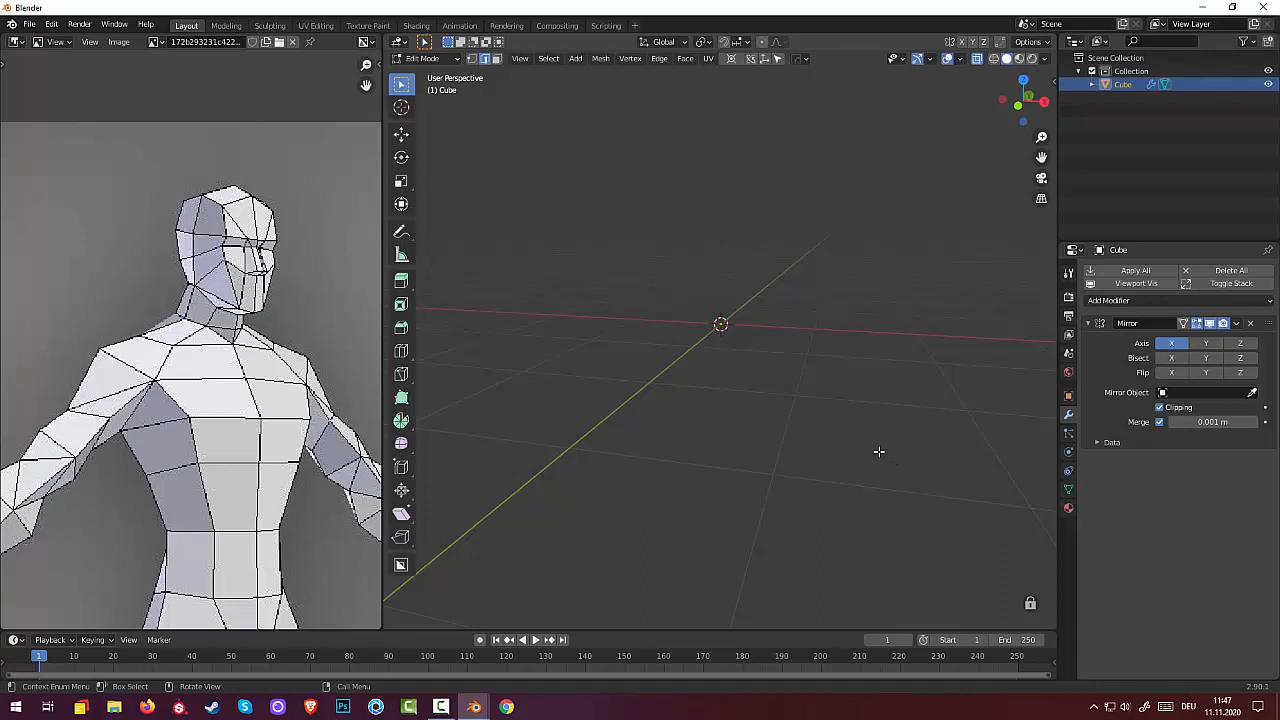 Blender
File Edit Render Window Help Layout Modeling Sculpting UV Editing Texture Paint Shading Animation Rendering Compositing Scripting + Scene View Layer
View View Image 172b293231c422... Global X Y Z Options
Edit Mode View Select Add Mesh Vertex Edge Face UV
User Perspective
(1) Cube
Scene Collection
Collection
Cube
Cube
Apply All Delete All
Viewport Vis Toggle Stack
Add Modifier
Mirror
Axis X Y Z
Bisect X Y Z
Flip X Y Z
Mirror Object
Clipping
Merge 0.001 m
Data
Playback Keying View Marker 1 Start 1 End 250
1 10 20 30 40 50 60 70 80 90 100 110 120 130 140 150 160 170 180 190 200 210 220 230 240 250
Context Enum Menu Box Select Rotate View Call Menu 2.90.1
DEU 11:47
11.11.2020